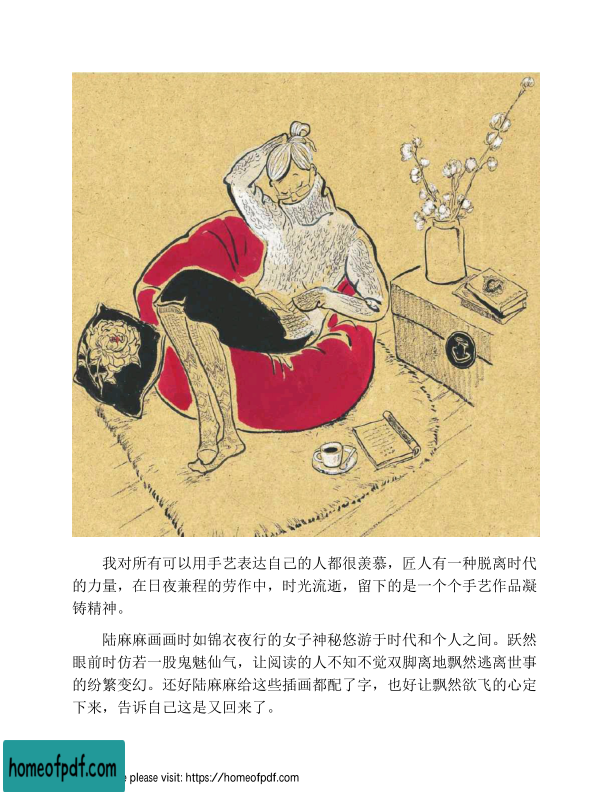 我对所有可以用手艺表达自己的人都很羡慕，匠人有一种脱离时代
的力量，在日夜兼程的劳作中，时光流逝，留下的是一个个手艺作品凝
铸精神。
陆麻麻画画时如锦衣夜行的女子神秘悠游于时代和个人之间。跃然
眼前时仿若一股鬼魅仙气，让阅读的人不知不觉双脚离地飘然逃离世事
的纷繁变幻。还好陆麻麻给这些插画都配了字，也好让飘然欲飞的心定
下来，告诉自己这是又回来了。
homeofpdf.com
please visit: https://homeofpdf.com